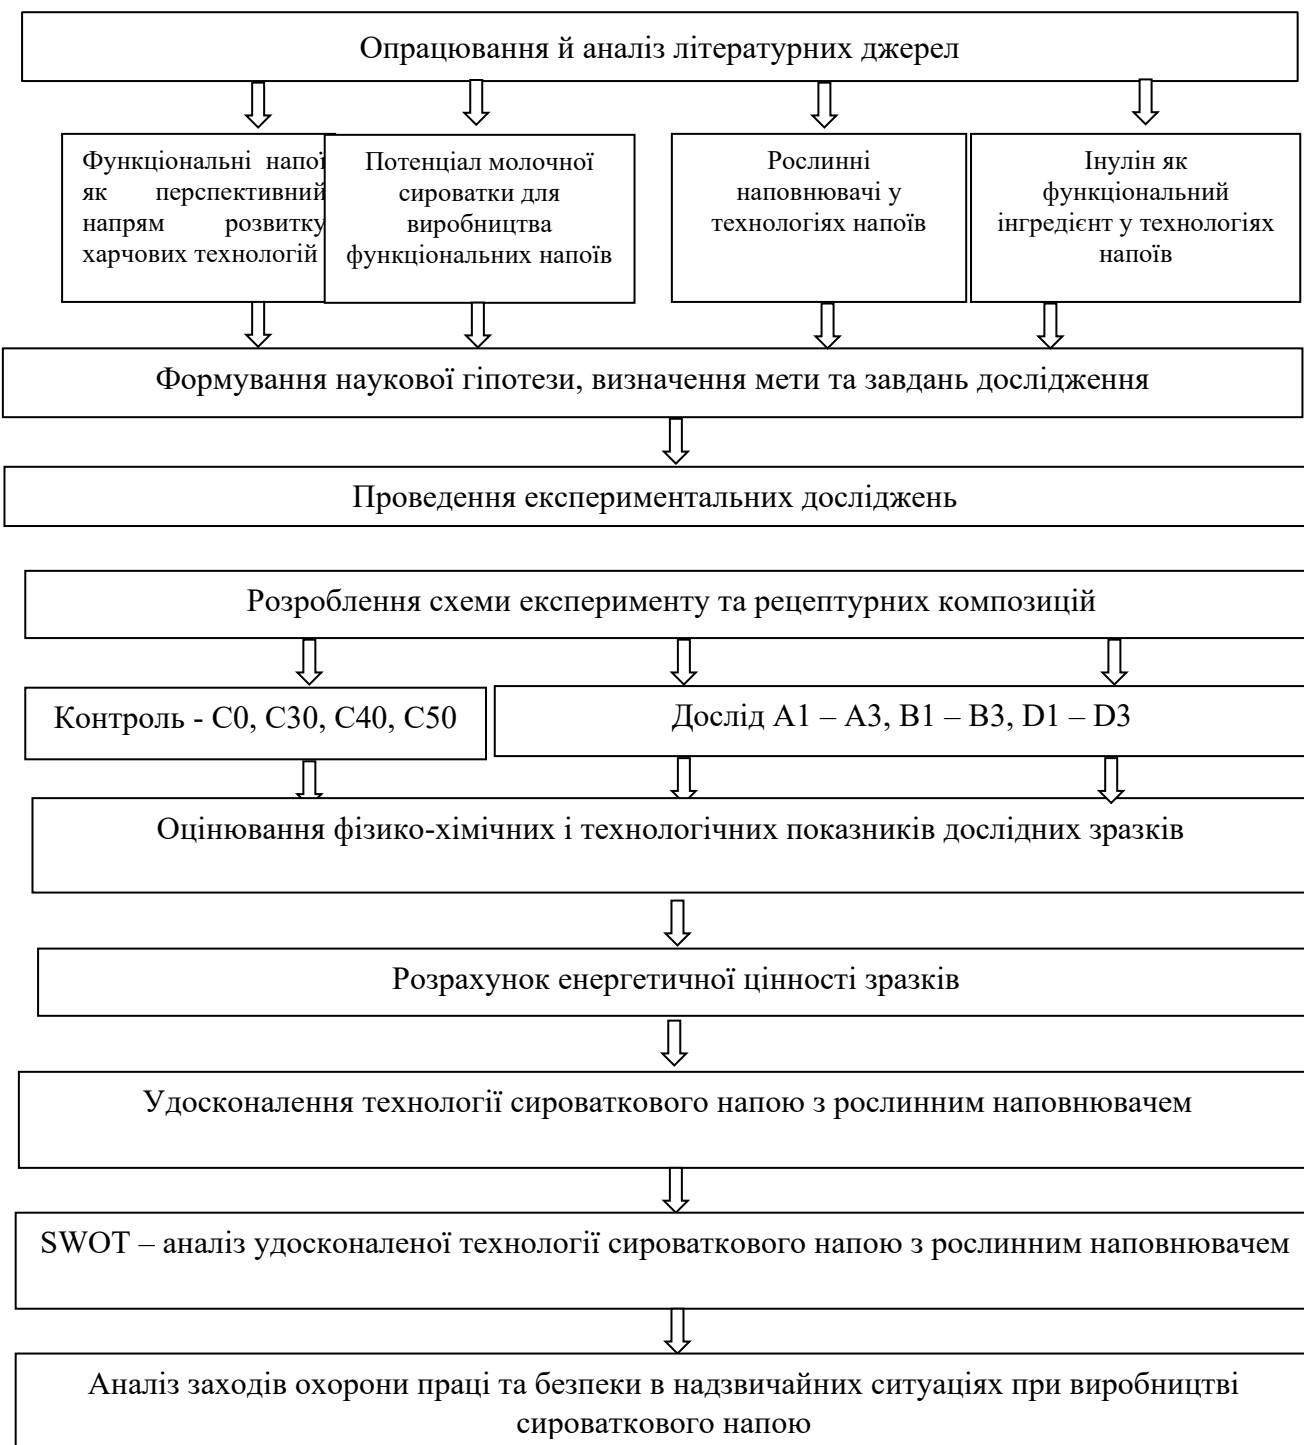 Опрацювання й аналіз літературних джерел
Функціональні напої
як перспективний
напрям розвитку
харчових технологій
Потенціал молочної
сироватки для
виробництва
функціональних напоїв
Рослинні
наповнювачі у
технологіях напоїв
Інулін як
функціональний
інгредієнт у технологіях
напоїв
Формування наукової гіпотези, визначення мети та завдань дослідження
Проведення експериментальних досліджень
Розроблення схеми експерименту та рецептурних композицій
Контроль - С0, С30, С40, С50
Дослід А1 – А3, В1 – В3, D1 – D3
Оцінювання фізико-хімічних і технологічних показників дослідних зразків
Розрахунок енергетичної цінності зразків
Удосконалення технології сироваткового напою з рослинним наповнювачем
SWOT – аналіз удосконаленої технології сироваткового напою з рослинним наповнювачем
Аналіз заходів охорони праці та безпеки в надзвичайних ситуаціях при виробництві
сироваткового напою